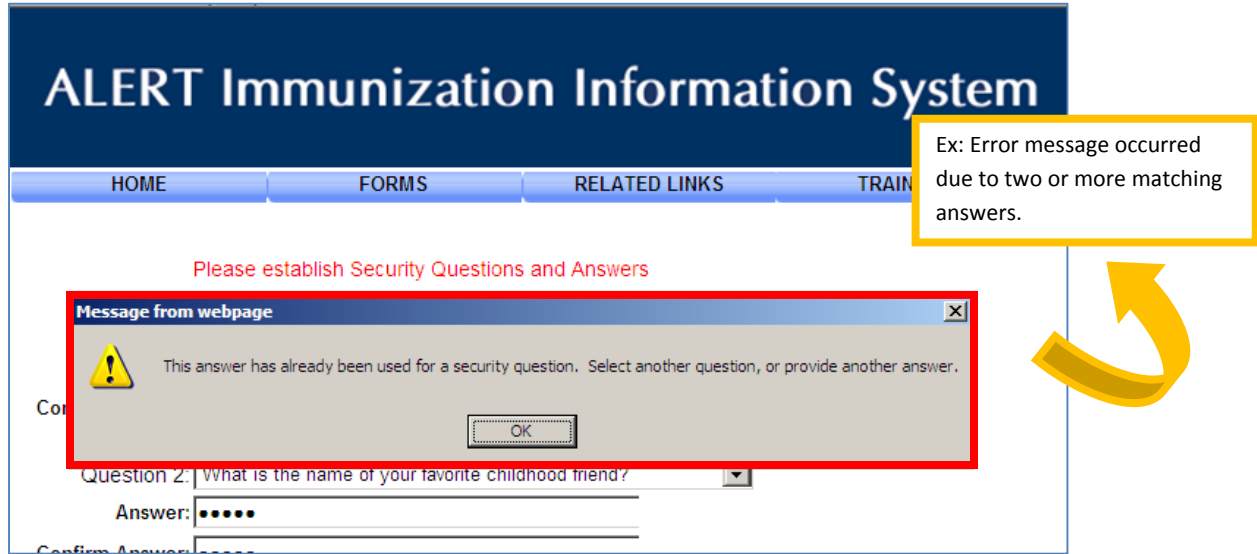 ALERT Immunization Information System
Ex: Error message occurred
due to two or more matching
answers.
HOME FORMS RELATED LINKS
Please establish Security Questions and Answers
Message from webpage
This answer has already been used for a security question. Select another question, or provide another answer.
OK
Question 2: What is the name of your favorite childhood friend?
Answer: •••••
Confirm Answer: •••••